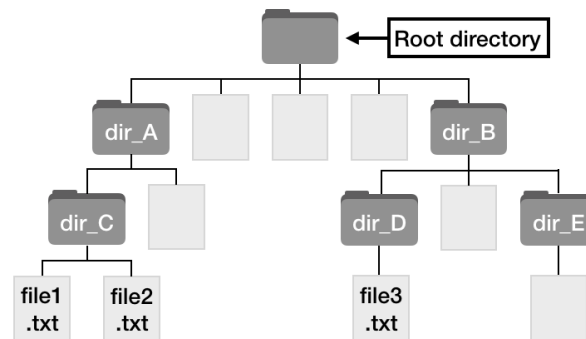 Root directory
dir_A
dir_B
dir_C
dir_D
dir_E
file1
.txt
file2
.txt
file3
.txt